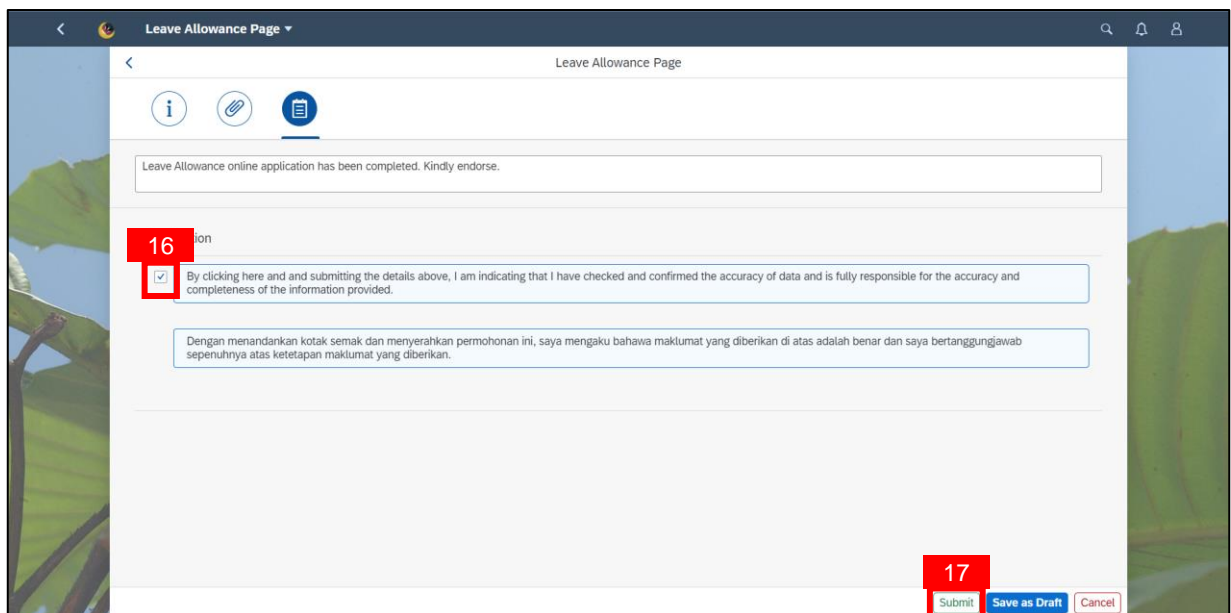 Leave Allowance Page
Leave Allowance Page
Leave Allowance online application has been completed. Kindly endorse.
16
ion
By clicking here and and submitting the details above, I am indicating that I have checked and confirmed the accuracy of data and is fully responsible for the accuracy and
completeness of the information provided.
Dengan menandankan kotak semak dan menyerahkan permohonan ini, saya mengaku bahawa maklumat yang diberikan di atas adalah benar dan saya bertanggungjawab
sepenuhnya atas ketetapan maklumat yang diberikan.
17
Submit Save as Draft Cancel